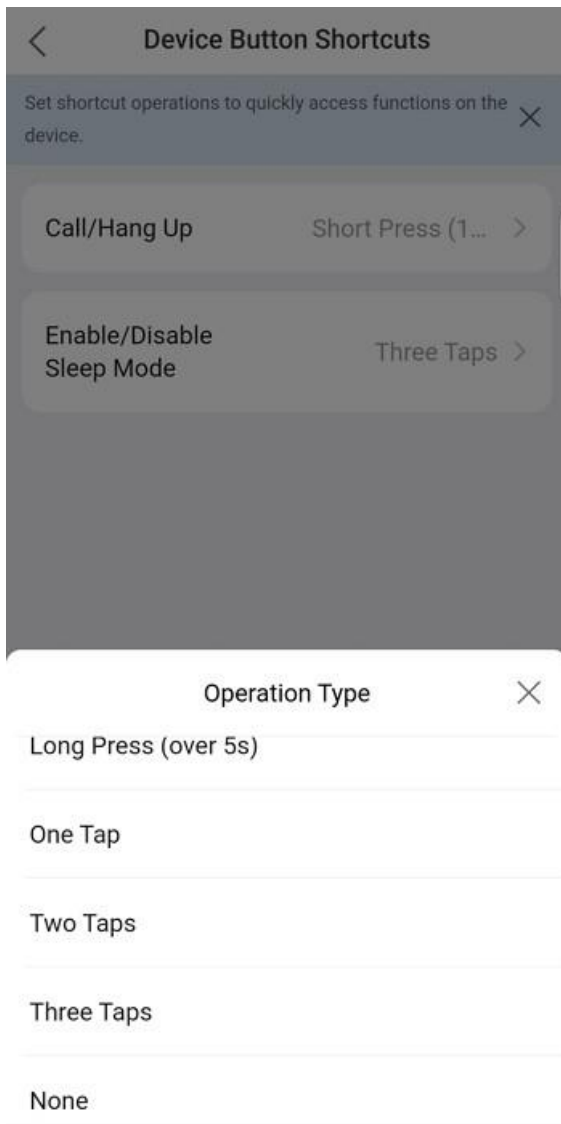 Device Button Shortcuts
Set shortcut operations to quickly access functions on the
device.
Call/Hang Up
Short Press (1...
Enable/Disable
Sleep Mode
Three Taps
Operation Type
Long Press (over 5s)
One Tap
Two Taps
Three Taps
None